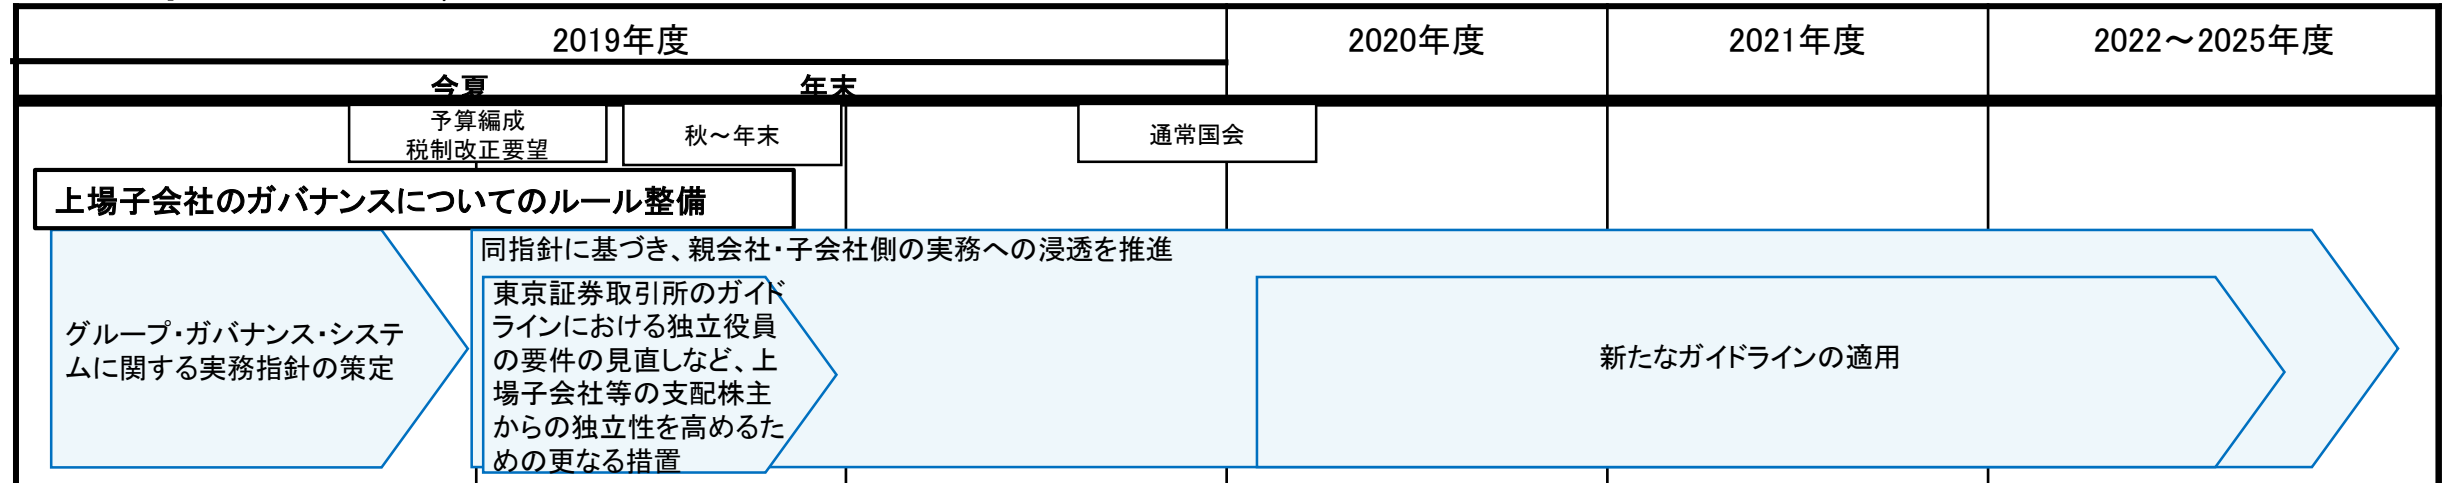 2019年度
2020年度
2021年度
2022～2025年度
今夏
年末
予算編成
税制改正要望
秋～年末
通常国会
上場子会社のガバナンスについてのルール整備
グループ・ガバナンス・システ
ムに関する実務指針の策定
同指針に基づき、親会社・子会社側の実務への浸透を推進
東京証券取引所のガイド
ラインにおける独立役員
の要件の見直しなど、上
場子会社等の支配株主
からの独立性を高めるた
めの更なる措置
新たなガイドラインの適用